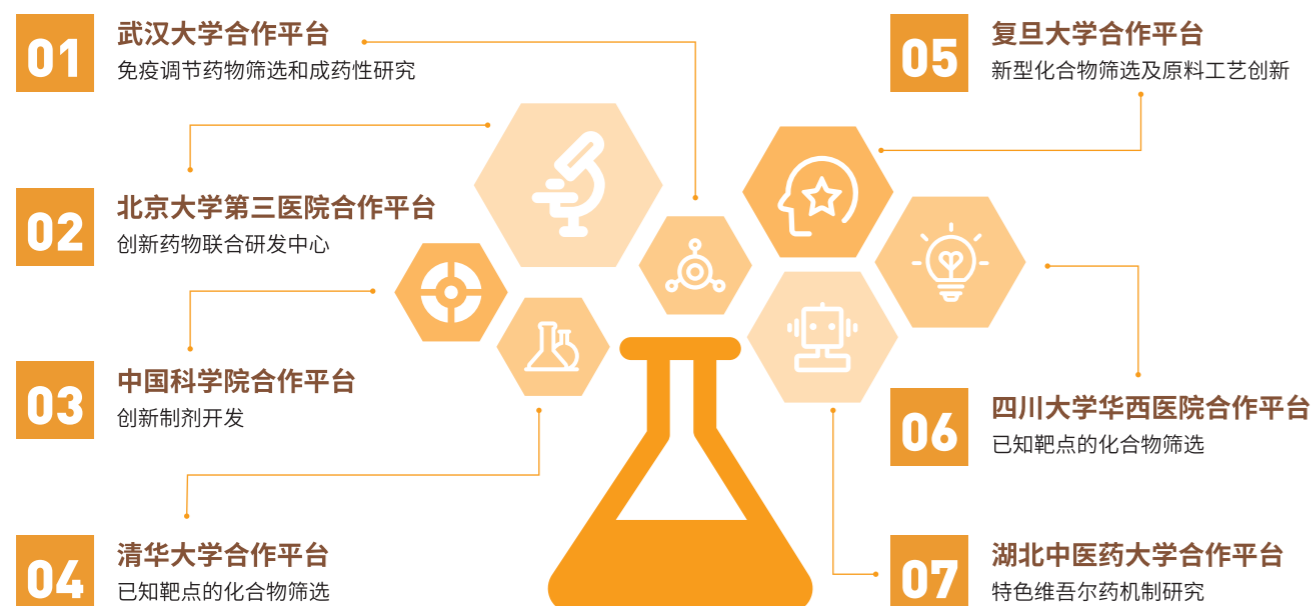 01
武汉大学合作平台
免疫调节药物筛选和成药性研究
02
北京大学第三医院合作平台
创新药物联合研发中心
03
中国科学院合作平台
创新制剂开发
04
清华大学合作平台
已知靶点的化合物筛选
05
复旦大学合作平台
新型化合物筛选及原料工艺创新
06
四川大学华西医院合作平台
已知靶点的化合物筛选
07
湖北中医药大学合作平台
特色维吾尔药机制研究